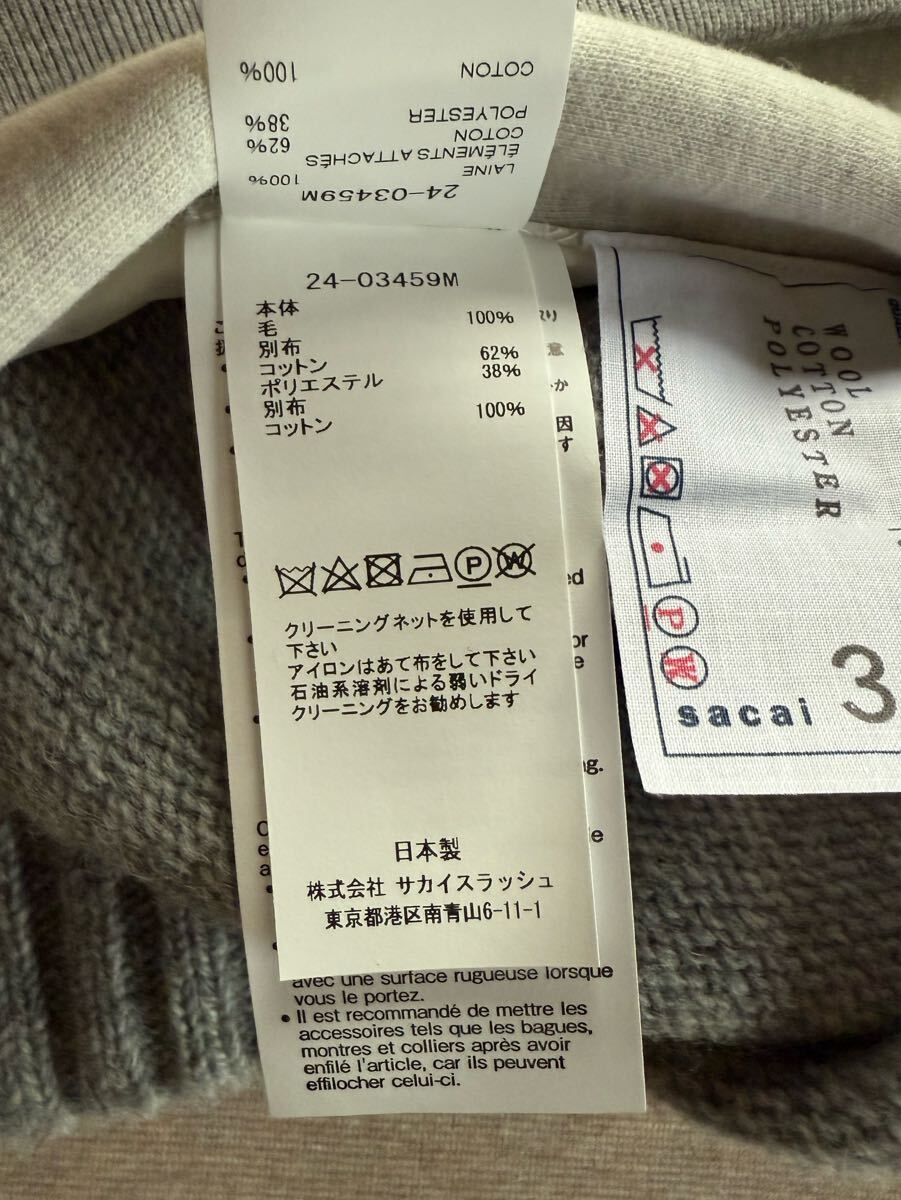 24-03459M
LAINE 100%
ÉLÉMENTS ATTACHÉS
COTON 62%
POLYESTER 38%
COTON 100%
24-03459M
本体
毛 100%
別布
コットン 62%
ポリエステル 38%
別布
コットン 100%
P W
クリーニングネットを使用して
下さい
アイロンはあて布をして下さい
石油系溶剤による弱いドライ
クリーニングをお勧めします
日本製
株式会社 サカイスラッシュ
東京都港区南青山6-11-1
avec une surface rugueuse lorsque
vous le portez.
• Il est recommandé de mettre les
accessoires tels que les bagues,
montres et colliers après avoir
enfilé l'article, car ils peuvent
effilocher celui-ci.
WOOL
COTTON
POLYESTER
P
W
sacai 3